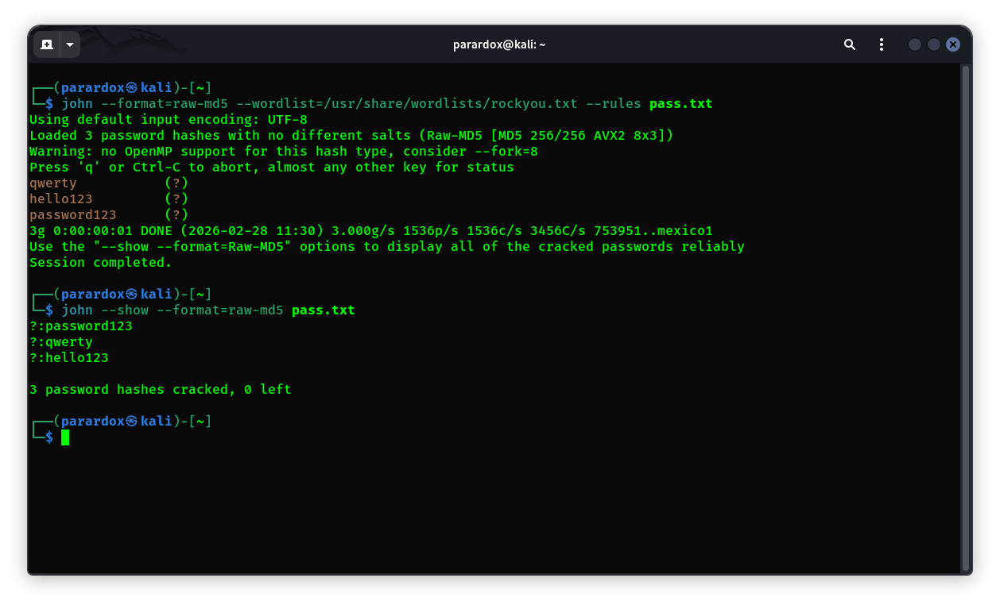 parardox@kali: ~
┌──(parardox㉿kali)-[~]
└─$ john --format=raw-md5 --wordlist=/usr/share/wordlists/rockyou.txt --rules pass.txt
Using default input encoding: UTF-8
Loaded 3 password hashes with no different salts (Raw-MD5 [MD5 256/256 AVX2 8x3])
Warning: no OpenMP support for this hash type, consider --fork=8
Press 'q' or Ctrl-C to abort, almost any other key for status
qwerty           (?)
hello123         (?)
password123      (?)
3g 0:00:00:01 DONE (2026-02-28 11:30) 3.000g/s 1536p/s 1536c/s 3456C/s 753951..mexico1
Use the "--show --format=Raw-MD5" options to display all of the cracked passwords reliably
Session completed.
┌──(parardox㉿kali)-[~]
└─$ john --show --format=raw-md5 pass.txt
?:password123
?:qwerty
?:hello123
3 password hashes cracked, 0 left
┌──(parardox㉿kali)-[~]
└─$